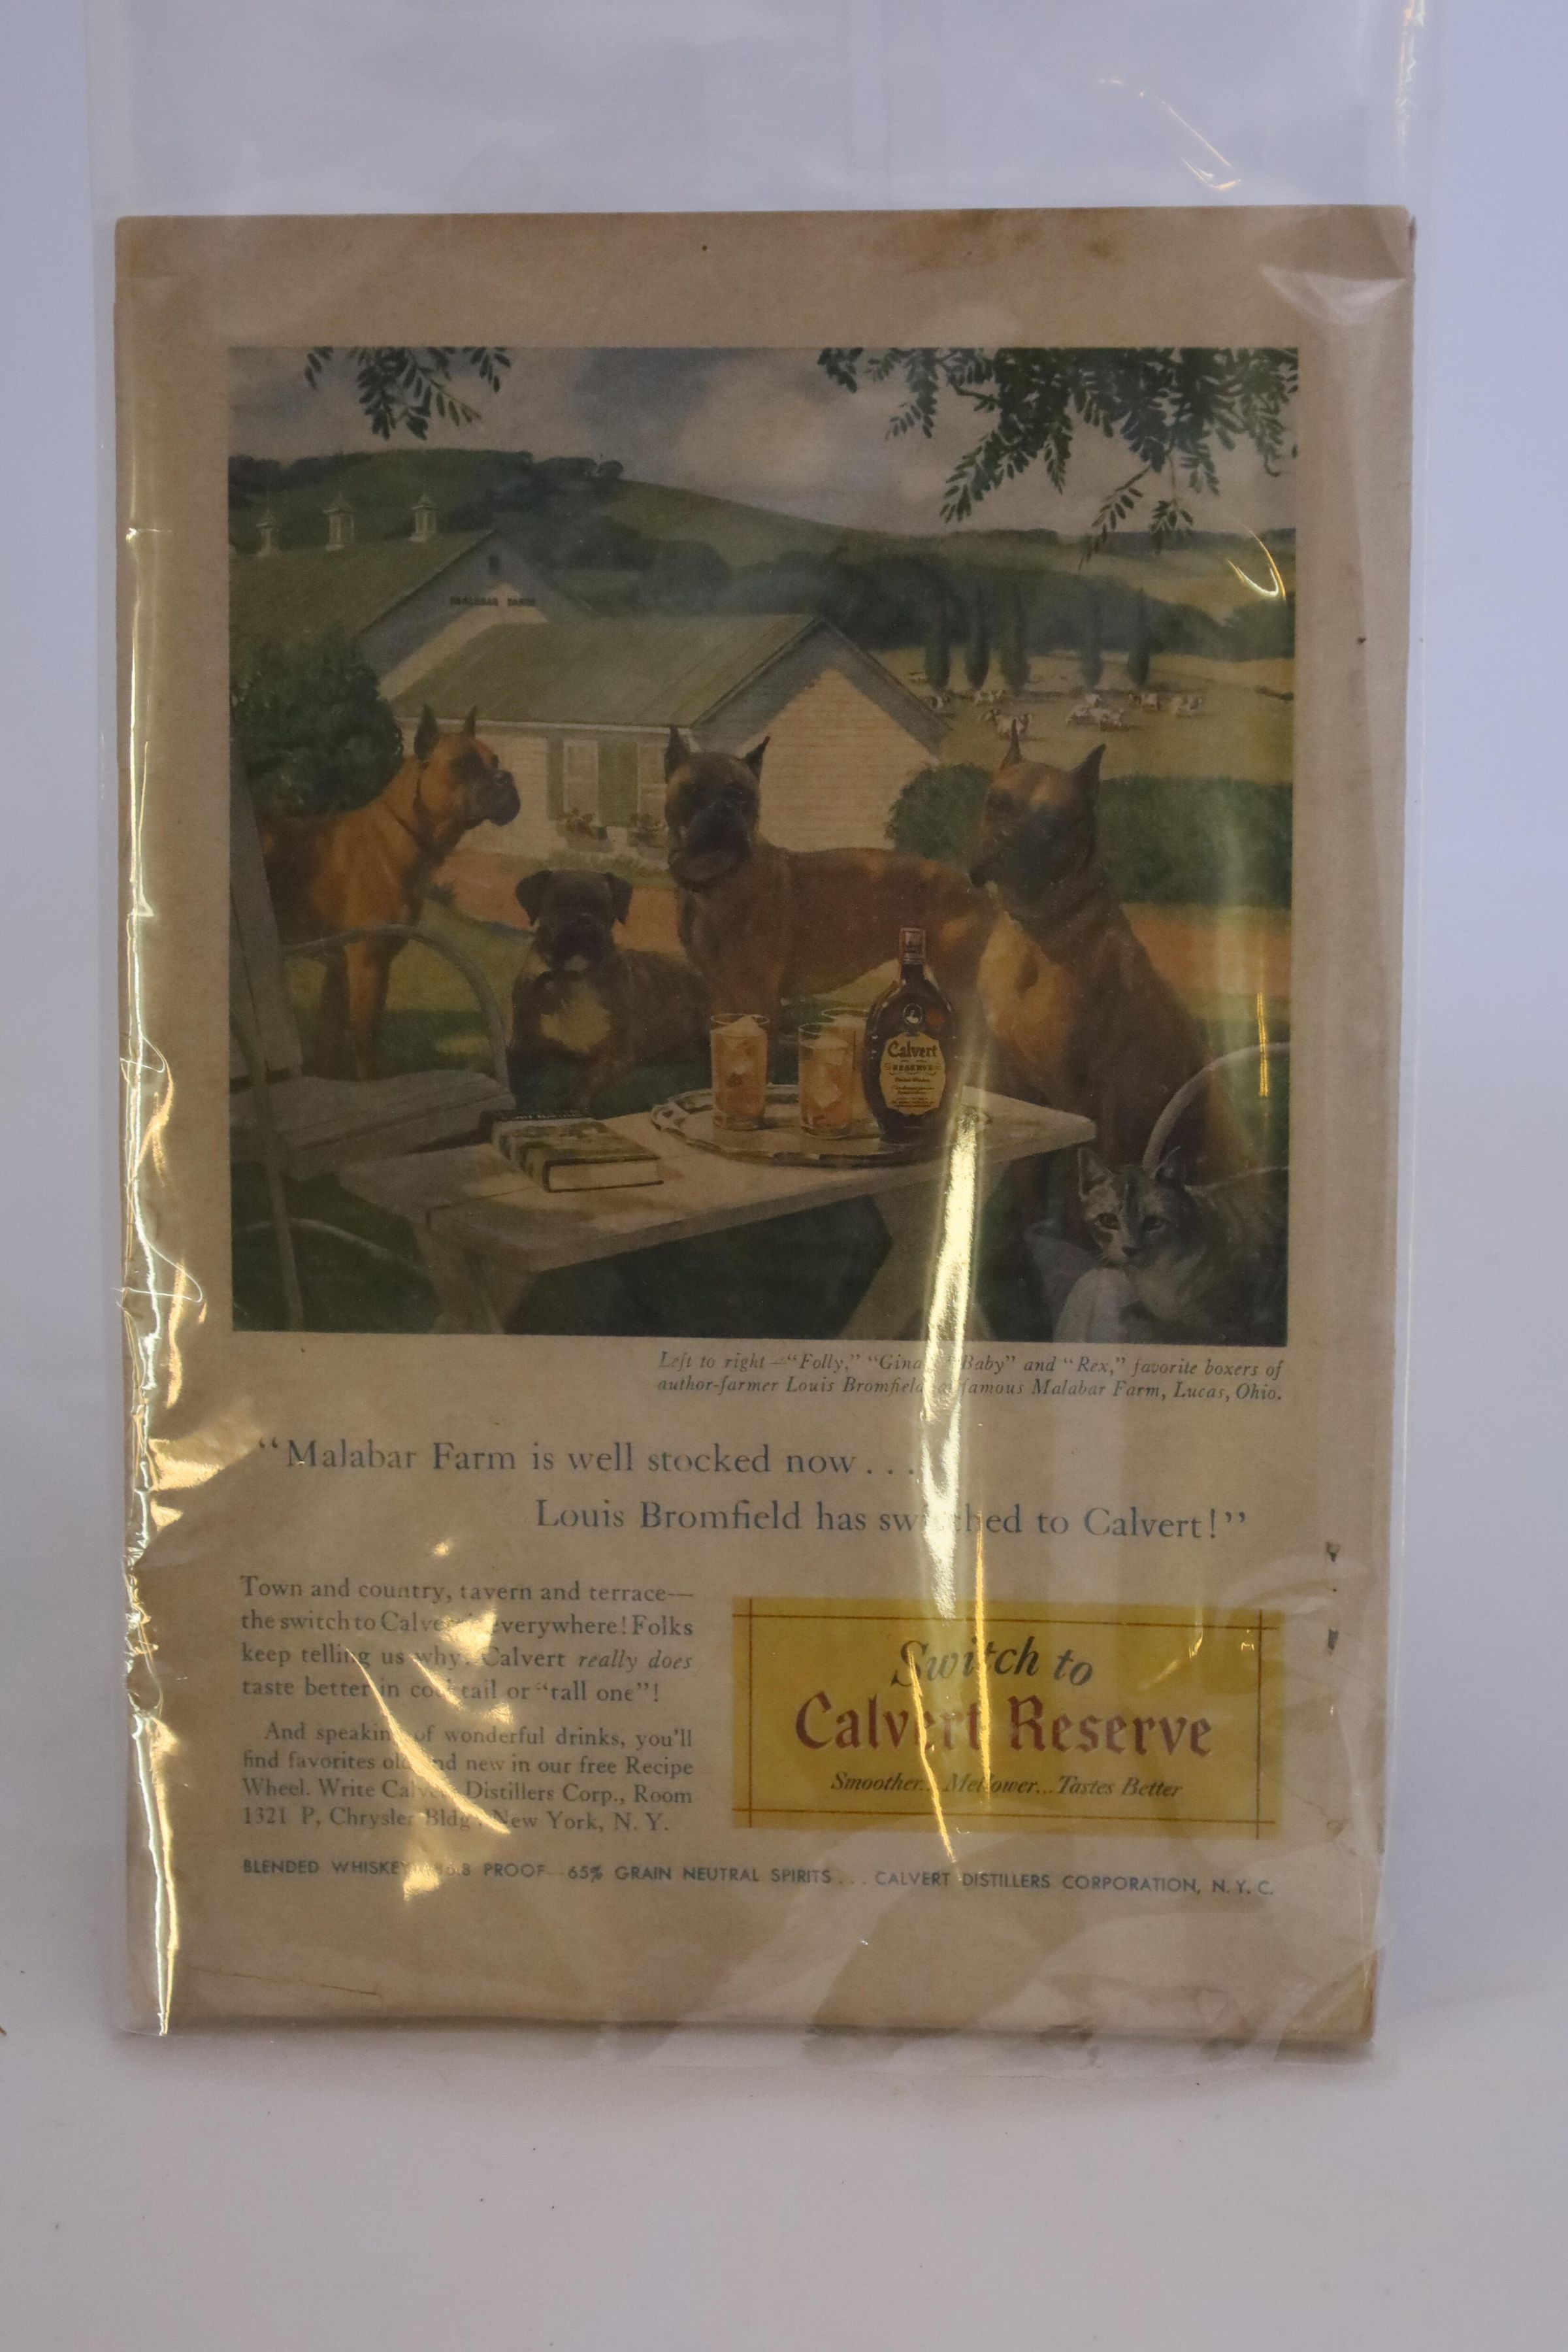 MALABAR FARM
Calvert
RESERVE
Left to right—"Folly," "Gina "Baby" and "Rex," favorite boxers of
author-farmer Louis Bromfield famous Malabar Farm, Lucas, Ohio.
"Malabar Farm is well stocked now . . .
Louis Bromfield has switched to Calvert!"
Town and country, tavern and terrace—
the switch to Calvert everywhere! Folks
keep telling us why. Calvert really does
taste better in cocktail or "tall one"!
And speaking of wonderful drinks, you'll
find favorites old and new in our free Recipe
Wheel. Write Calvert Distillers Corp., Room
1321 P, Chrysler Bldg., New York, N. Y.
Switch to
Calvert Reserve
Smoother... Mellower... Tastes Better
BLENDED WHISKEY 86.8 PROOF—65% GRAIN NEUTRAL SPIRITS . . . CALVERT DISTILLERS CORPORATION, N. Y. C.